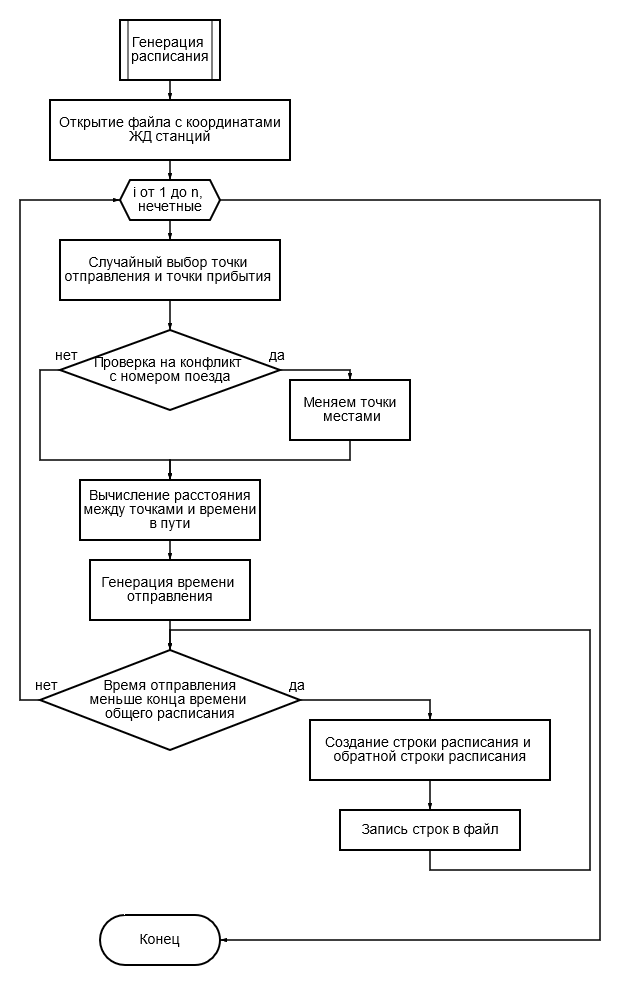 Генерация
расписания
Открытие файла с координатами
ЖД станций
i от 1 до n,
нечетные
Случайный выбор точки
отправления и точки прибытия
нет
да
Проверка на конфликт
с номером поезда
Меняем точки
местами
Вычисление расстояния
между точками и времени
в пути
Генерация времени
отправления
нет
да
Время отправления
меньше конца времени
общего расписания
Создание строки расписания и
обратной строки расписания
Запись строк в файл
Конец